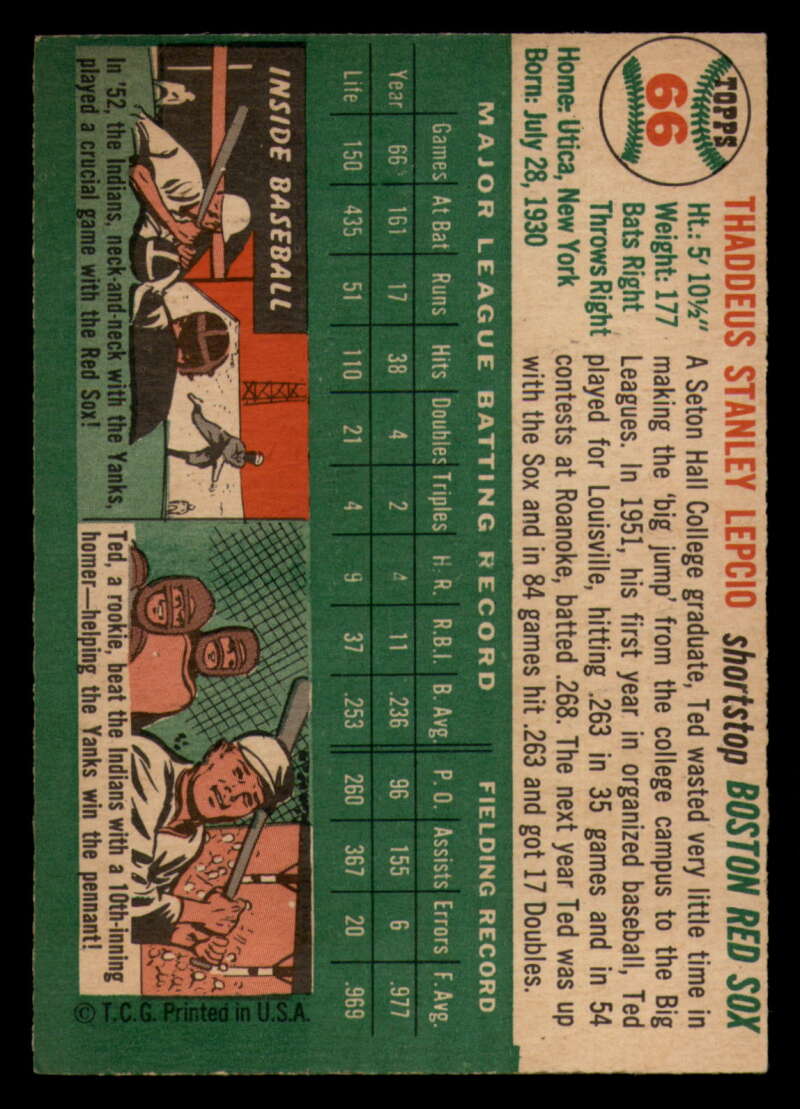 TOPPS
66
THADDEUS STANLEY LEPCIO shortstop BOSTON RED SOX
Ht.: 5' 10½"
Weight: 177
Bats Right
Throws Right
Home: Utica, New York
Born: July 28, 1930
A Seton Hall College graduate, Ted wasted very little time in
making the 'big jump' from the college campus to the Big
Leagues. In 1951, his first year in organized baseball, Ted
played for Louisville, hitting .263 in 35 games and in 54
contests at Roanoke, batted .268. The next year Ted was up
with the Sox and in 84 games hit .263 and got 17 Doubles.
MAJOR LEAGUE BATTING RECORD FIELDING RECORD
Games At Bat Runs Hits Doubles Triples H. R. R.B.I. B. Avg. P. O. Assists Errors F. Avg.
Year 66 161 17 38 4 2 4 11 .236 96 155 6 .977
Life 150 435 51 110 21 4 9 37 .253 260 367 20 .969
INSIDE BASEBALL
In '52, the Indians, neck-and-neck with the Yanks,
played a crucial game with the Red Sox!
Ted, a rookie, beat the Indians with a 10th-inning
homer—helping the Yanks win the pennant!
© T.C.G. Printed in U.S.A.